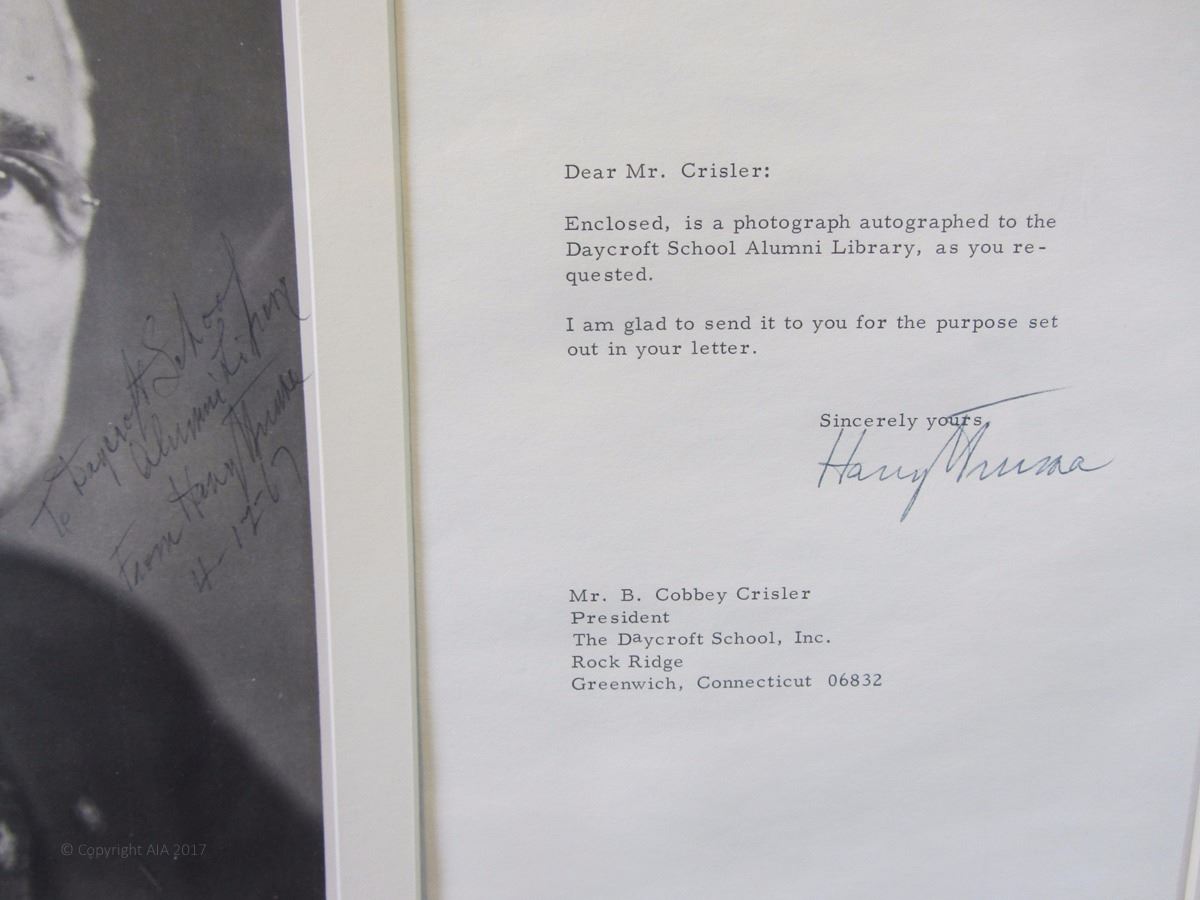 To Daycroft School
Alumni Library
From Harry Truman
4-12-67
Dear Mr. Crisler:
Enclosed, is a photograph autographed to the
Daycroft School Alumni Library, as you re-
quested.
I am glad to send it to you for the purpose set
out in your letter.
Sincerely yours,
Harry Truman
Mr. B. Cobbey Crisler
President
The Daycroft School, Inc.
Rock Ridge
Greenwich, Connecticut 06832
© Copyright AIA 2017